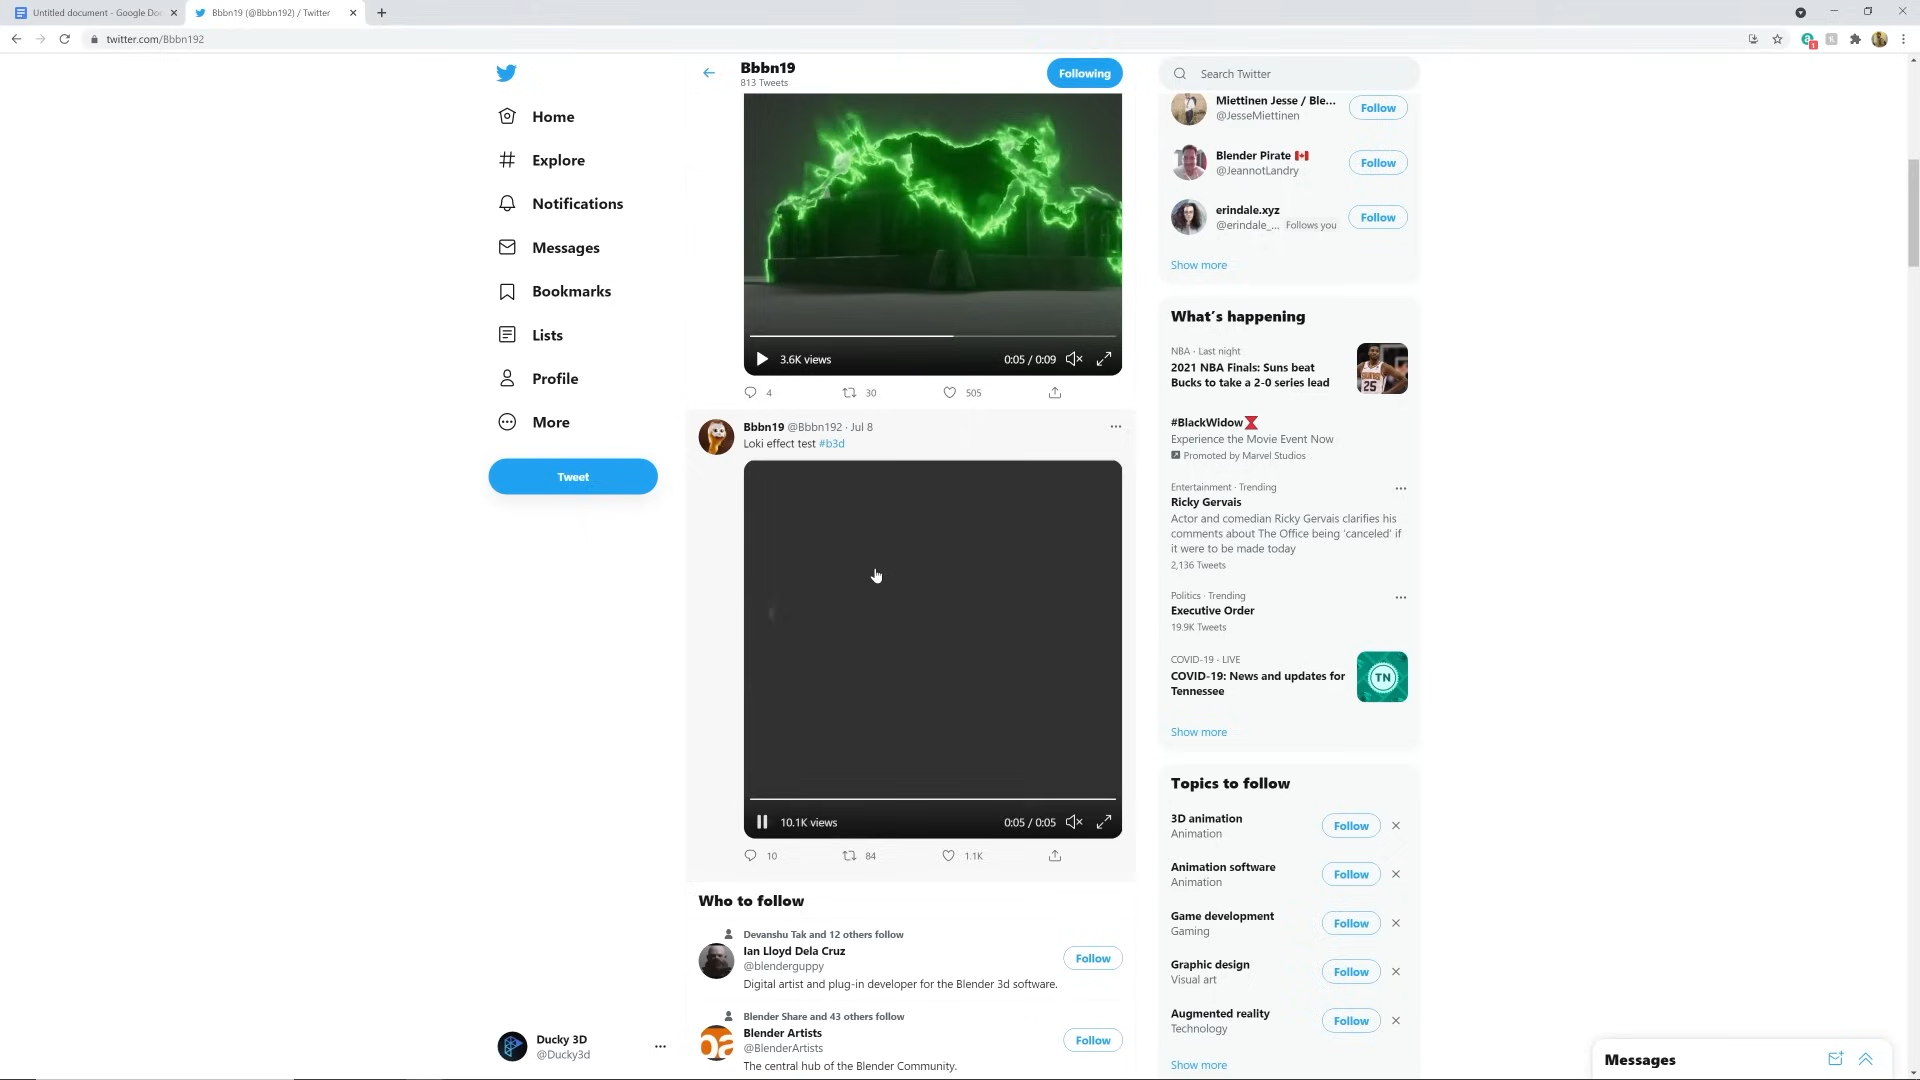 Untitled document - Google Do
Bbbn19 (@Bbbn192) / Twitter
twitter.com/Bbbn192
1
Home
Explore
Notifications
Messages
Bookmarks
Lists
Profile
More
Tweet
Ducky 3D
@Ducky3d
Bbbn19
813 Tweets
Following
3.6K views
0:05 / 0:09
4
30
505
Bbbn19 @Bbbn192 · Jul 8
Loki effect test #b3d
10.1K views
0:05 / 0:05
10
84
1.1K
Who to follow
Devanshu Tak and 12 others follow
Ian Lloyd Dela Cruz
@blenderguppy
Digital artist and plug-in developer for the Blender 3d software.
Follow
Blender Share and 43 others follow
Blender Artists
@BlenderArtists
The central hub of the Blender Community.
Follow
Search Twitter
Miettinen Jesse / Ble...
@JesseMiettinen
Follow
Blender Pirate
@JeannotLandry
Follow
erindale.xyz
@erindale_... Follows you
Follow
Show more
What's happening
NBA · Last night
2021 NBA Finals: Suns beat
Bucks to take a 2-0 series lead
SUNS
25
#BlackWidow
Experience the Movie Event Now
Promoted by Marvel Studios
Entertainment · Trending
Ricky Gervais
Actor and comedian Ricky Gervais clarifies his
comments about The Office being 'canceled' if
it were to be made today
2,136 Tweets
Politics · Trending
Executive Order
19.9K Tweets
COVID-19 · LIVE
COVID-19: News and updates for
Tennessee
TN
Show more
Topics to follow
3D animation
Animation
Follow
Animation software
Animation
Follow
Game development
Gaming
Follow
Graphic design
Visual art
Follow
Augmented reality
Technology
Follow
Show more
Messages